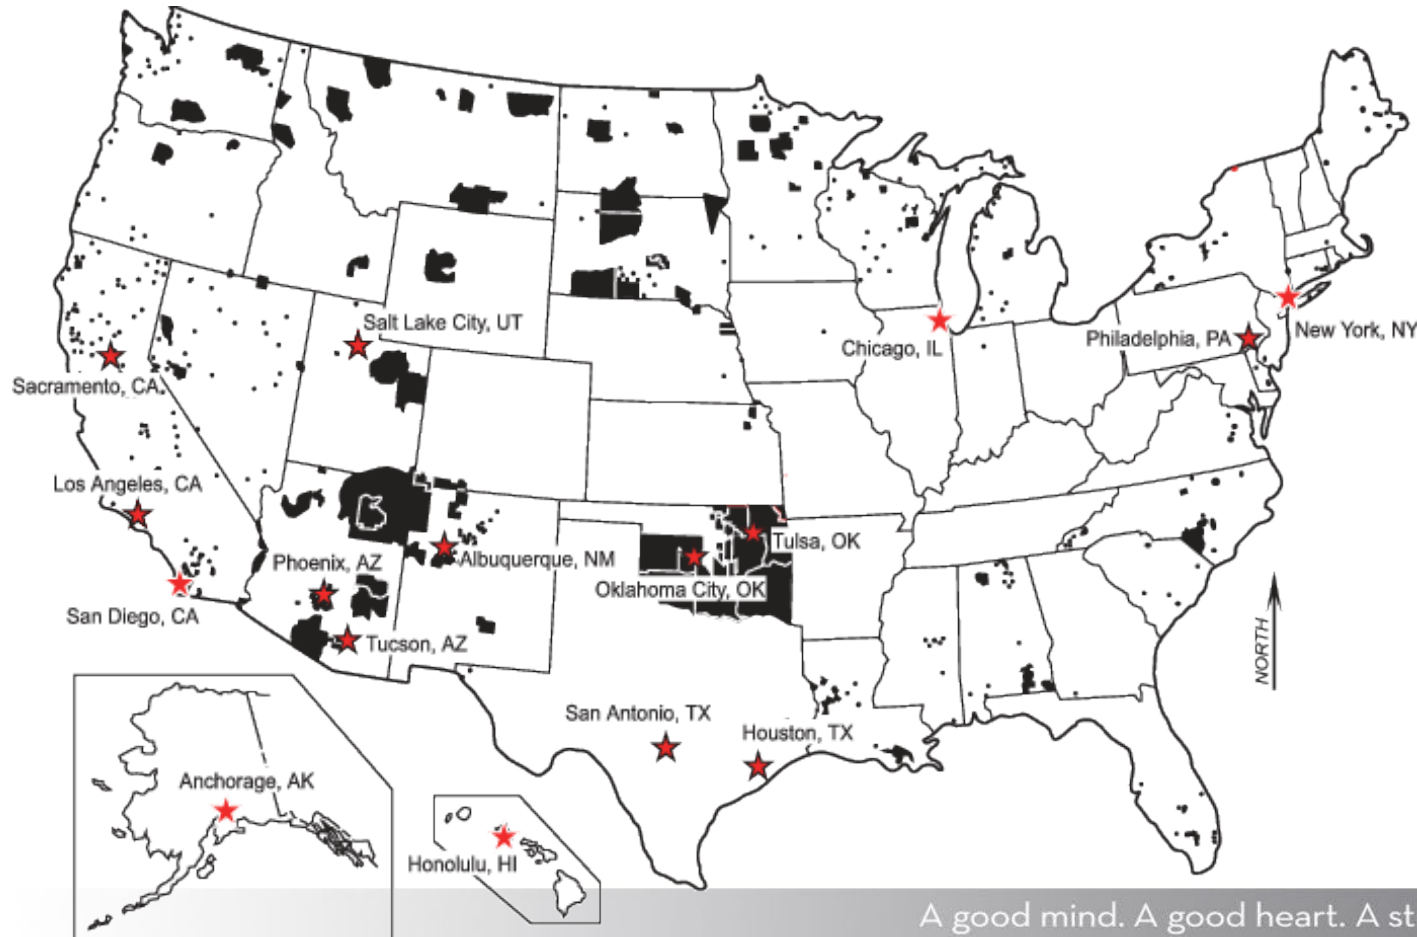 Salt Lake City, UT
Chicago, IL
Philadelphia, PA
New York, NY
Sacramento, CA
Los Angeles, CA
Phoenix, AZ
Albuquerque, NM
Tulsa, OK
Oklahoma City, OK
San Diego, CA
Tucson, AZ
NORTH
San Antonio, TX
Houston, TX
Anchorage, AK
Honolulu, HI
A good mind. A good heart. A st